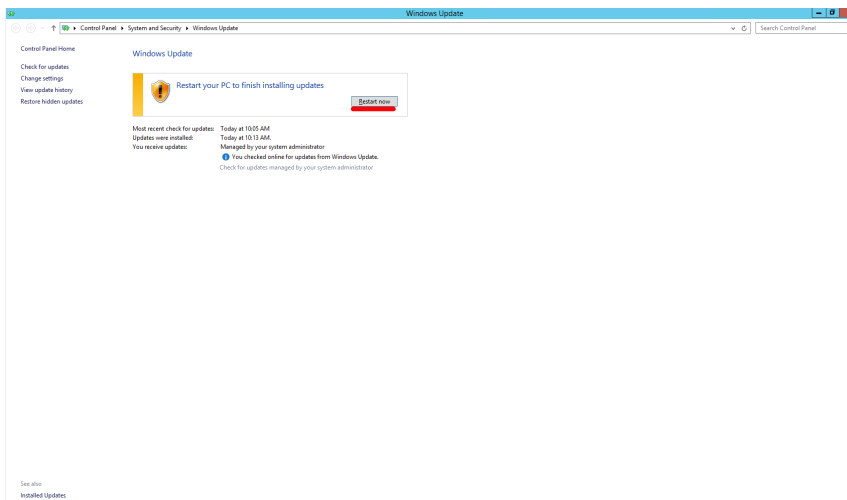 Windows Update
Control Panel System and Security Windows Update
Search Control Panel
Control Panel Home
Check for updates
Change settings
View update history
Restore hidden updates
Windows Update
Restart your PC to finish installing updates
Restart now
Most recent check for updates: Today at 10:05 AM
Updates were installed: Today at 10:13 AM.
You receive updates: Managed by your system administrator
You checked online for updates from Windows Update.
Check for updates managed by your system administrator
See also
Installed Updates